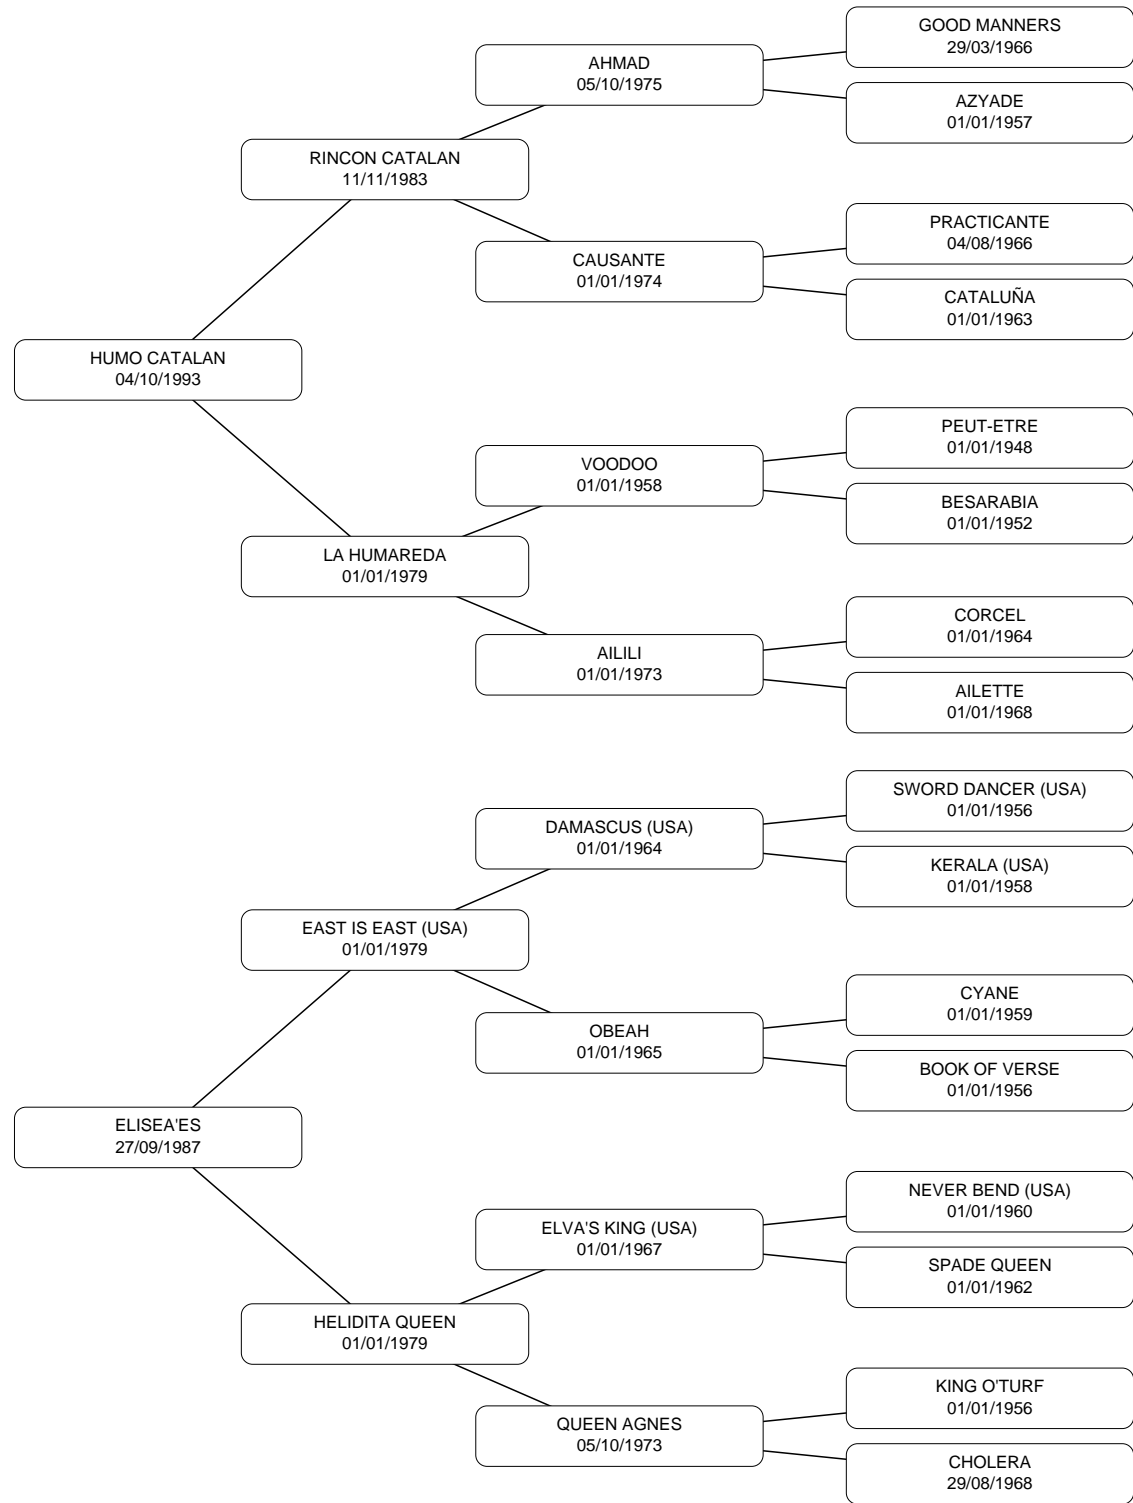 GOOD MANNERS
29/03/1966
AHMAD
05/10/1975
AZYADE
01/01/1957
RINCON CATALAN
11/11/1983
PRACTICANTE
04/08/1966
CAUSANTE
01/01/1974
CATALUÑA
01/01/1963
HUMO CATALAN
04/10/1993
PEUT-ETRE
01/01/1948
VOODOO
01/01/1958
BESARABIA
01/01/1952
LA HUMAREDA
01/01/1979
CORCEL
01/01/1964
AILILI
01/01/1973
AILETTE
01/01/1968
SWORD DANCER (USA)
01/01/1956
DAMASCUS (USA)
01/01/1964
KERALA (USA)
01/01/1958
EAST IS EAST (USA)
01/01/1979
CYANE
01/01/1959
OBEAH
01/01/1965
BOOK OF VERSE
01/01/1956
ELISEA'ES
27/09/1987
NEVER BEND (USA)
01/01/1960
ELVA'S KING (USA)
01/01/1967
SPADE QUEEN
01/01/1962
HELIDITA QUEEN
01/01/1979
KING O'TURF
01/01/1956
QUEEN AGNES
05/10/1973
CHOLERA
29/08/1968